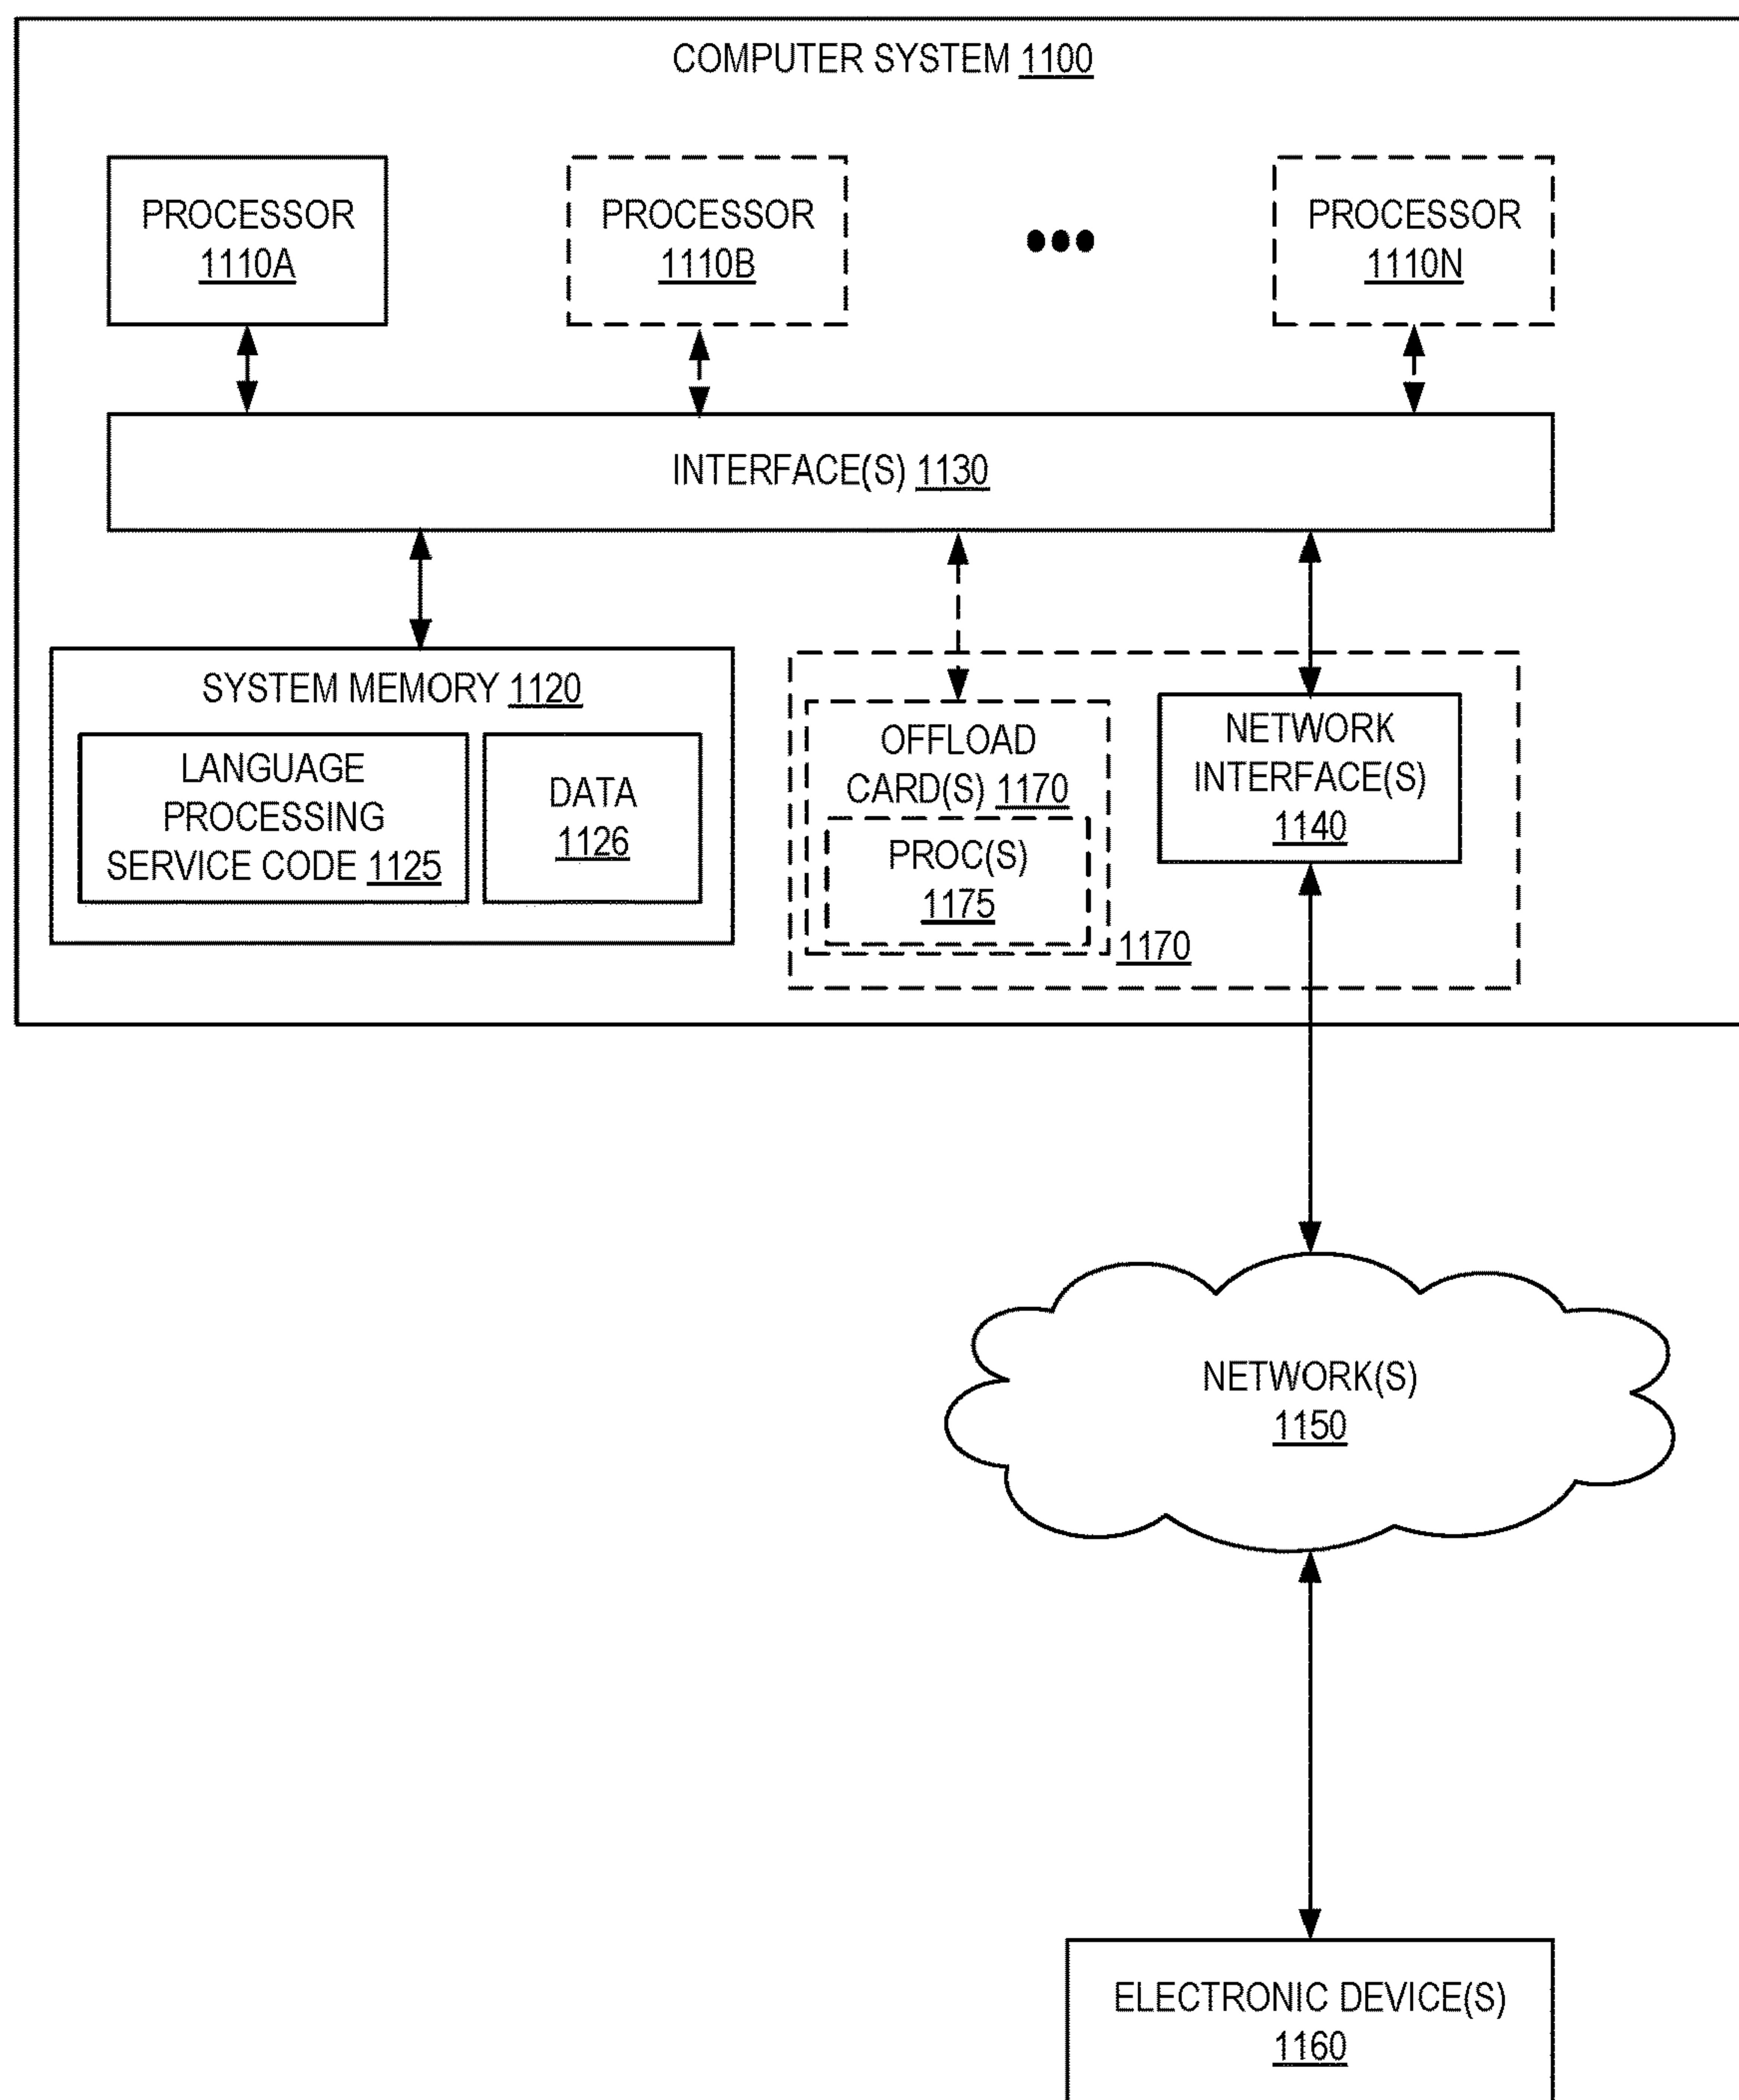 COMPUTER SYSTEM 1100
PROCESSOR
1110A
PROCESSOR
1110B
PROCESSOR
1110N
INTERFACE(S) 1130
SYSTEM MEMORY 1120
LANGUAGE
PROCESSING
SERVICE CODE 1125
DATA
1126
OFFLOAD
CARD(S) 1170
PROC(S)
1175
1170
NETWORK
INTERFACE(S)
1140
NETWORK(S)
1150
ELECTRONIC DEVICE(S)
1160